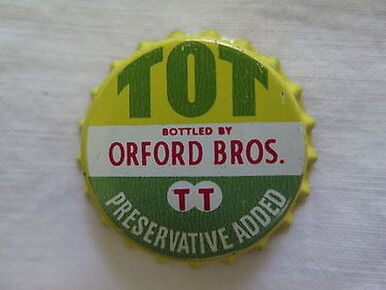 TOT
BOTTLED BY
ORFORD BROS.
TT
PRESERVATIVE ADDED